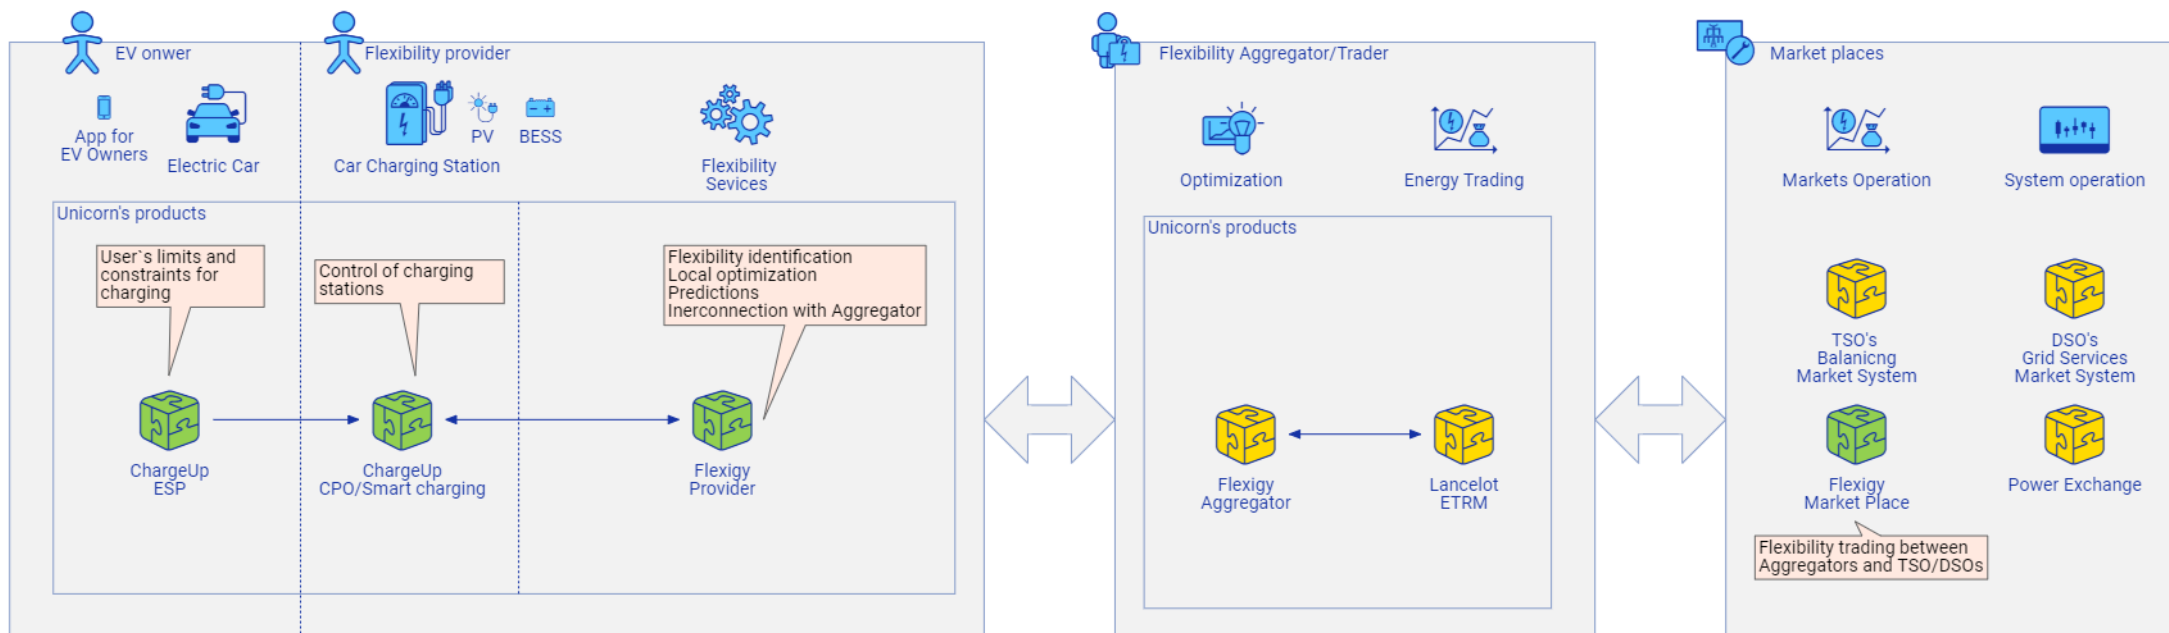 EV onwer
Flexibility provider
App for
EV Owners
Electric Car
Car Charging Station
PV
BESS
Flexibility
Sevices
Unicorn's products
User`s limits and
constraints for
charging
Control of charging
stations
Flexibility identification
Local optimization
Predictions
Inerconnection with Aggregator
ChargeUp
ESP
ChargeUp
CPO/Smart charging
Flexigy
Provider
Flexibility Aggregator/Trader
Optimization
Energy Trading
Unicorn's products
Flexigy
Aggregator
Lancelot
ETRM
Market places
Markets Operation
System operation
TSO's
Balanicng
Market System
DSO's
Grid Services
Market System
Flexigy
Market Place
Power Exchange
Flexibility trading between
Aggregators and TSO/DSOs